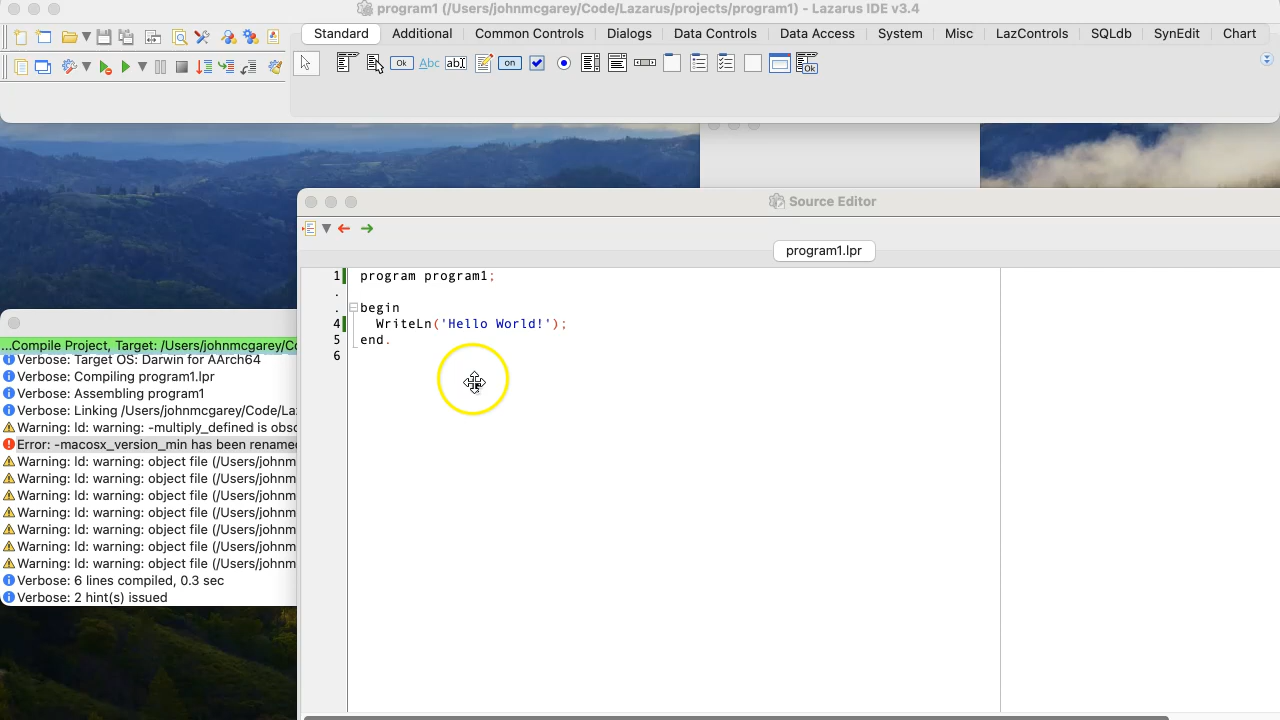 program1 (/Users/johnmcgarey/Code/Lazarus/projects/program1) - Lazarus IDE v3.4
Standard Additional Common Controls Dialogs Data Controls Data Access System Misc LazControls SQLdb SynEdit Chart
Ok Abc ab on Ok
Source Editor
program1.lpr
1 program program1;
.
. begin
4 WriteLn('Hello World!');
5 end.
6
...Compile Project, Target: /Users/johnmcgarey/Co
Verbose: Target OS: Darwin for AArch64
Verbose: Compiling program1.lpr
Verbose: Assembling program1
Verbose: Linking /Users/johnmcgarey/Code/La
Warning: ld: warning: -multiply_defined is obso
Error: -macosx_version_min has been rename
Warning: ld: warning: object file (/Users/johnm
Warning: ld: warning: object file (/Users/johnm
Warning: ld: warning: object file (/Users/johnm
Warning: ld: warning: object file (/Users/johnm
Warning: ld: warning: object file (/Users/johnm
Warning: ld: warning: object file (/Users/johnm
Warning: ld: warning: object file (/Users/johnm
Verbose: 6 lines compiled, 0.3 sec
Verbose: 2 hint(s) issued